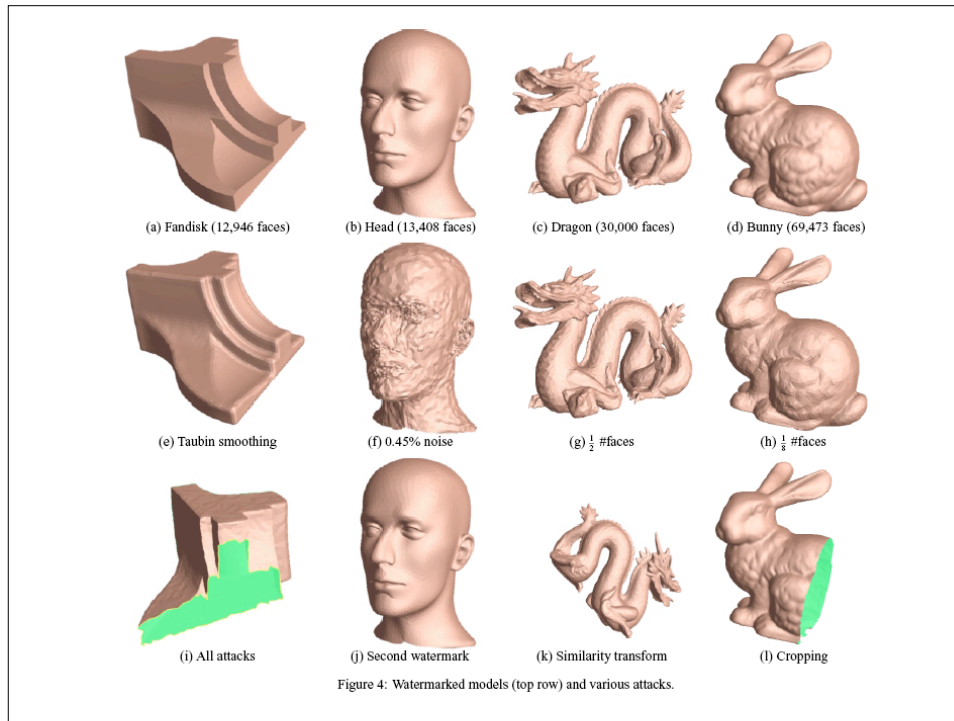 (a) Fandisk (12,946 faces)
(b) Head (13,408 faces)
(c) Dragon (30,000 faces)
(d) Bunny (69,473 faces)
(e) Taubin smoothing
(f) 0.45% noise
(g) ½ #faces
(h) ⅛ #faces
(i) All attacks
(j) Second watermark
(k) Similarity transform
(l) Cropping
Figure 4: Watermarked models (top row) and various attacks.